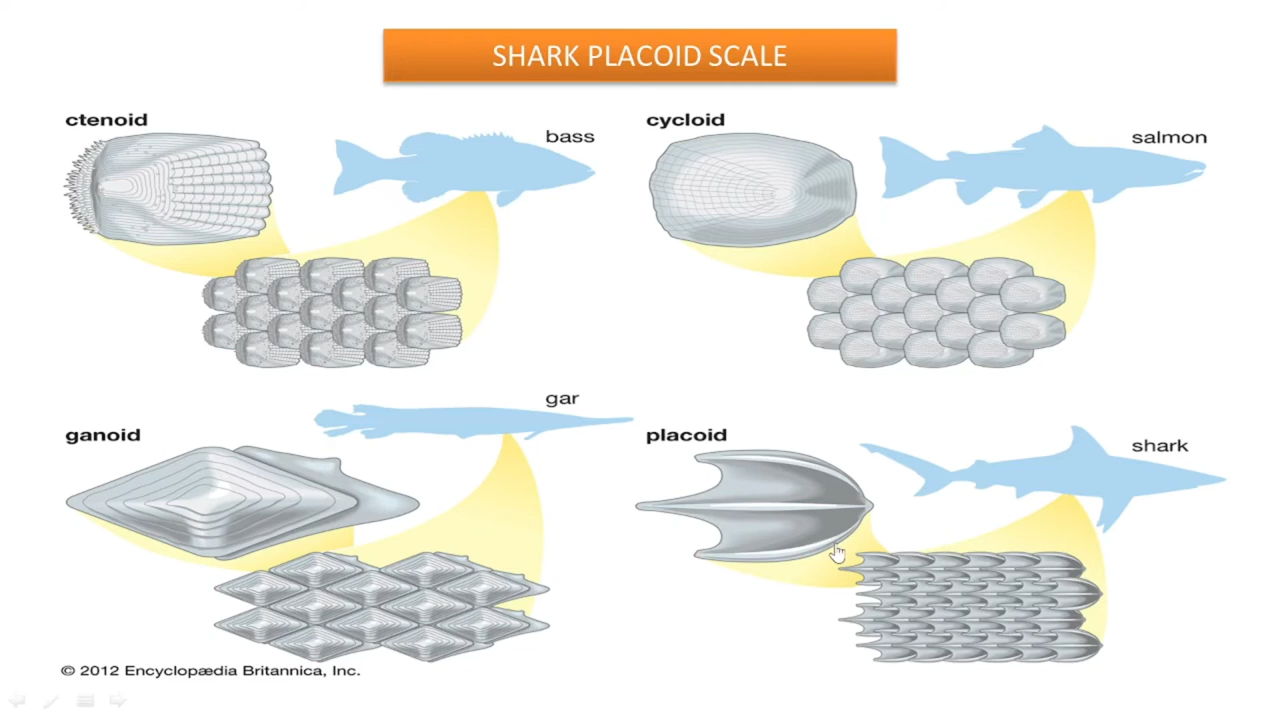 SHARK PLACOID SCALE
ctenoid
bass
cycloid
salmon
ganoid
gar
placoid
shark
© 2012 Encyclopædia Britannica, Inc.